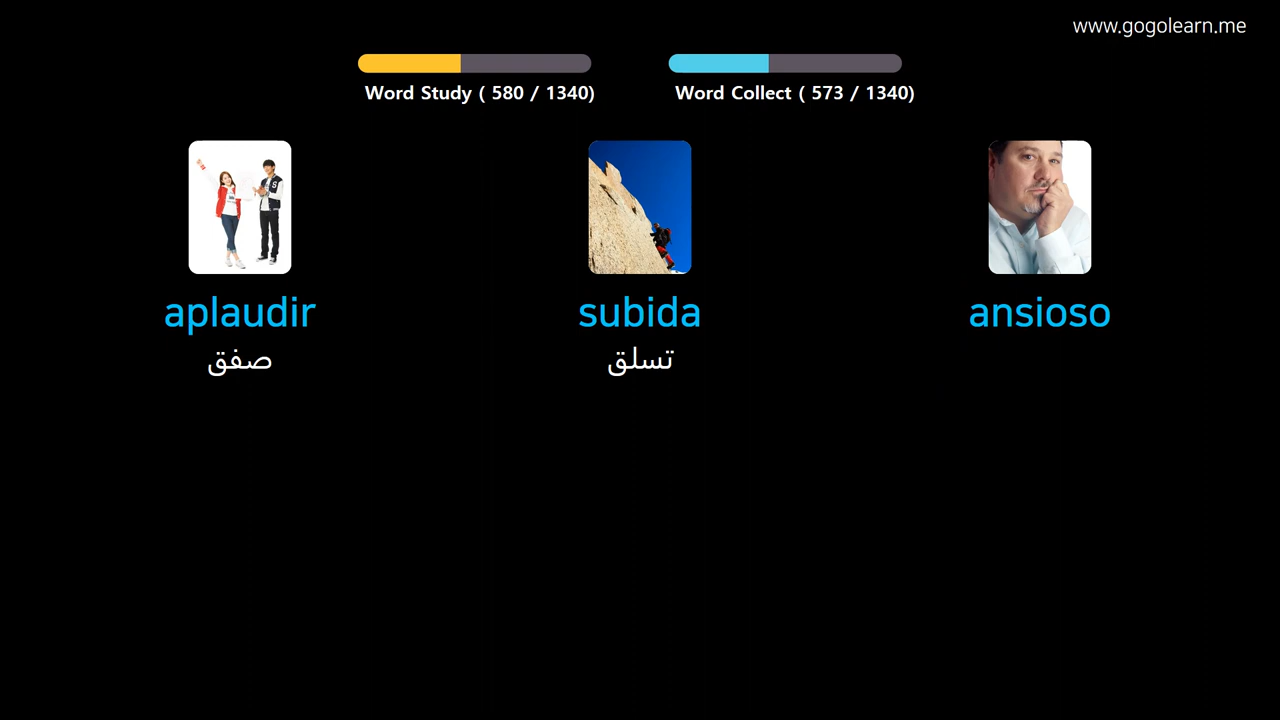 www.gogolearn.me
Word Study ( 580 / 1340)
Word Collect ( 573 / 1340)
aplaudir
subida
ansioso
صفق
تسلق